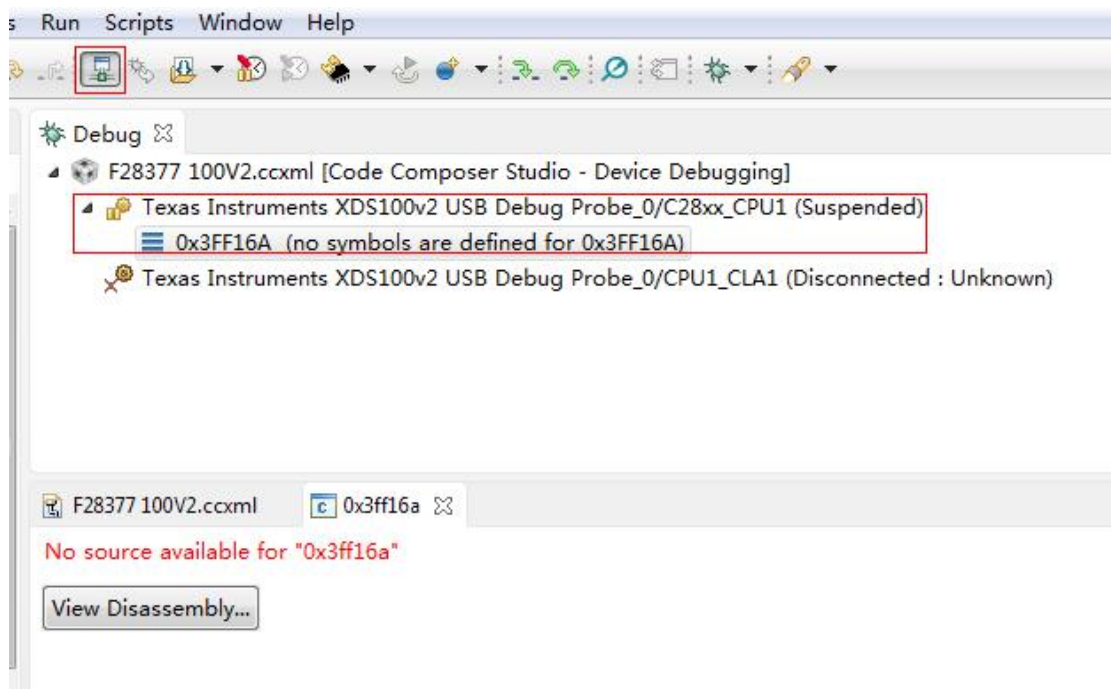 s Run Scripts Window Help
Debug
F28377 100V2.ccxml [Code Composer Studio - Device Debugging]
Texas Instruments XDS100v2 USB Debug Probe_0/C28xx_CPU1 (Suspended)
0x3FF16A (no symbols are defined for 0x3FF16A)
Texas Instruments XDS100v2 USB Debug Probe_0/CPU1_CLA1 (Disconnected : Unknown)
F28377 100V2.ccxml 0x3ff16a
No source available for "0x3ff16a"
View Disassembly...